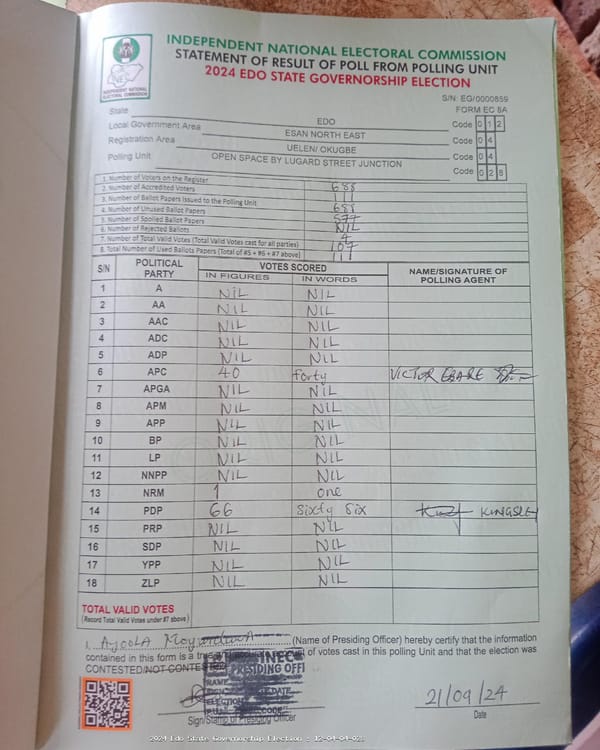 INDEPENDENT NATIONAL ELECTORAL COMMISSION
STATEMENT OF RESULT OF POLL FROM POLLING UNIT
2024 EDO STATE GOVERNORSHIP ELECTION
INDEPENDENT NATIONAL ELECTORAL COMMISSION
S/N: EG/0000859
FORM EC 8A
State EDO
Local Government Area ESAN NORTH EAST Code 0 1 2
Registration Area UELEN/ OKUGBE Code 0 4
Polling Unit OPEN SPACE BY LUGARD STREET JUNCTION Code 0 4
Code 0 2 8
1. Number of Voters on the Register 688
2. Number of Accredited Voters 111
3. Number of Ballot Papers Issued to the Polling Unit 688
4. Number of Unused Ballot Papers 577
5. Number of Spoiled Ballot Papers NIL
6. Number of Rejected Ballots 4
7. Number of Total Valid Votes (Total Valid Votes cast for all parties) 107
8. Total Number of Used Ballots Papers (Total of #5 + #6 + #7 above) 111
S/N POLITICAL PARTY VOTES SCORED NAME/SIGNATURE OF POLLING AGENT
IN FIGURES IN WORDS
1 A NIL NIL
2 AA NIL NIL
3 AAC NIL NIL
4 ADC NIL NIL
5 ADP NIL NIL
6 APC 40 forty VICTOR EBARE
7 APGA NIL NIL
8 APM NIL NIL
9 APP NIL NIL
10 BP NIL NIL
11 LP NIL NIL
12 NNPP NIL NIL
13 NRM 1 one
14 PDP 66 sixty six KINGSLEY
15 PRP NIL NIL
16 SDP NIL NIL
17 YPP NIL NIL
18 ZLP NIL NIL
TOTAL VALID VOTES
(Record Total Valid Votes under #7 above)
I, AJOOLA (Name of Presiding Officer) hereby certify that the information
contained in this form is a of votes cast in this polling Unit and that the election was
CONTESTED/NOT CONTESTED
INEC
PRESIDING OFFI
Sign/Stamp of Presiding Officer
21/09/24
Date
2024 Edo State Governorship Election - 12-04-04-028